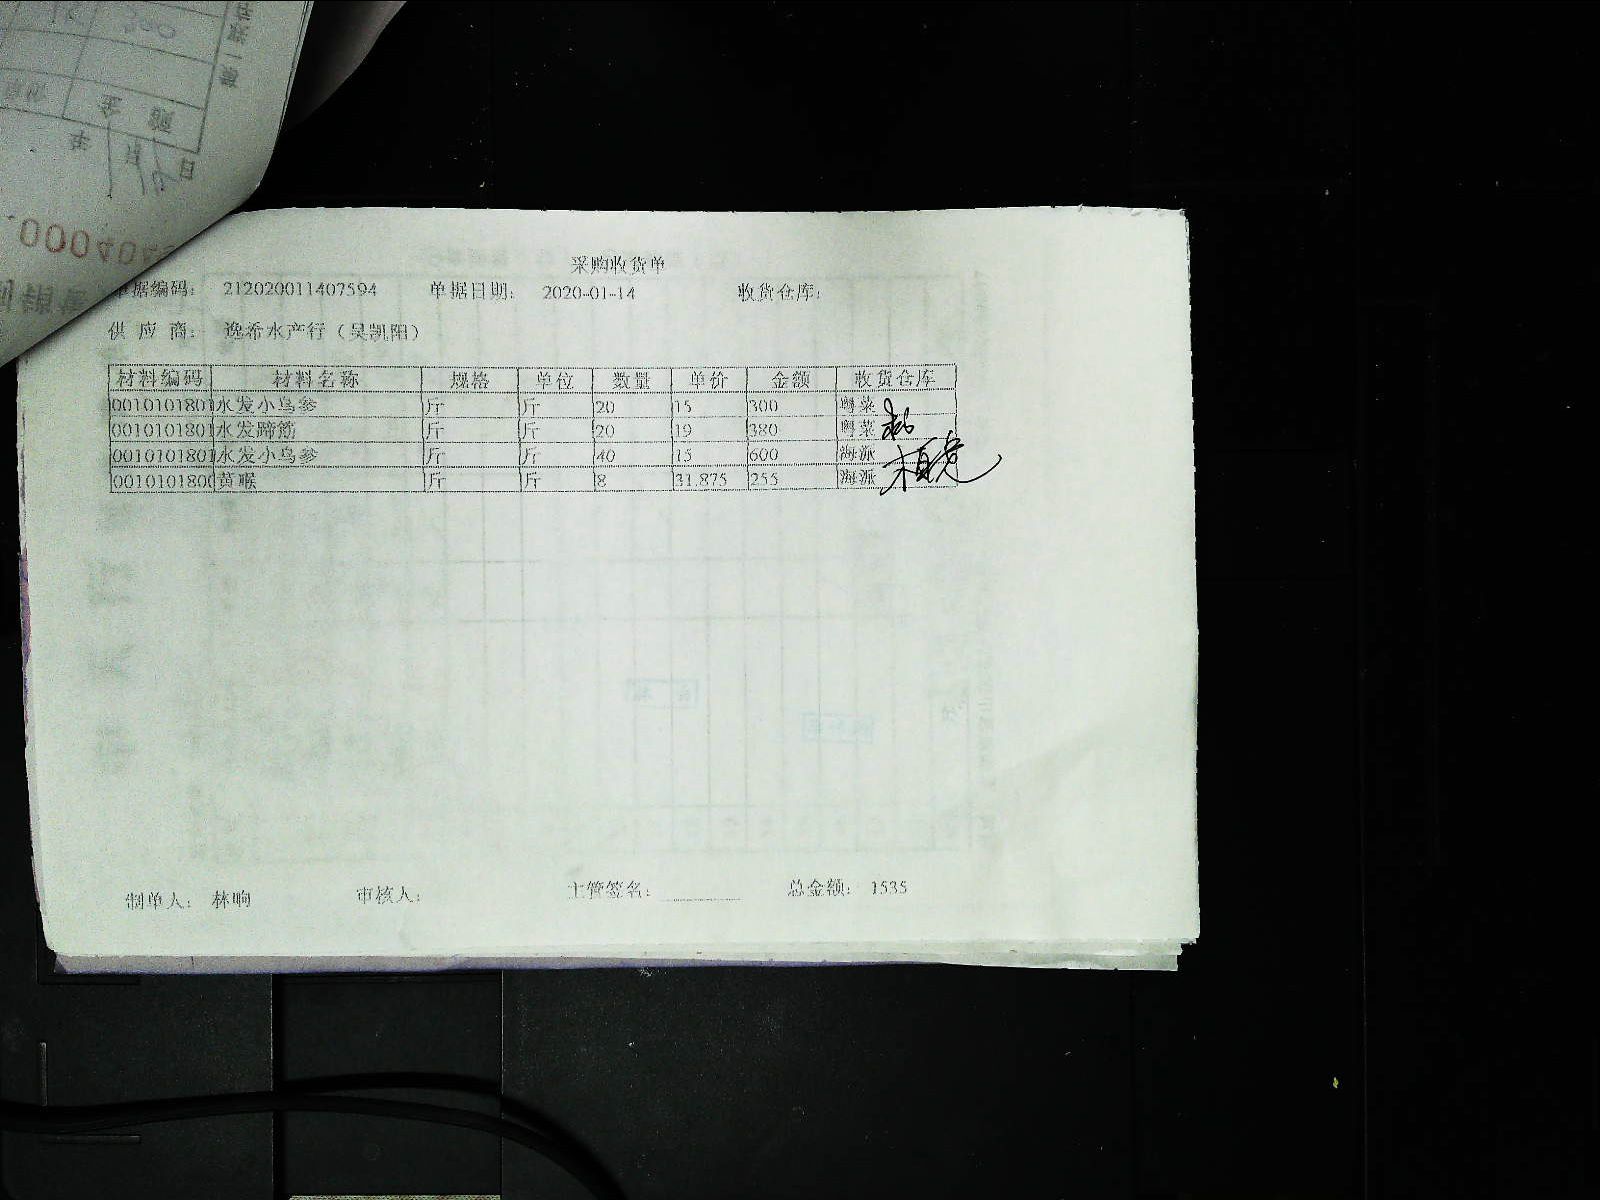 采购收货单
单据编码： 212020011407594 单据日期： 2020-01-14 收货仓库：
供 应 商： 逸希水产行（吴凯阳）
材料编码 材料名称 规格 单位 数量 单价 金额 收货仓库
0010101801 水发小乌参 斤 斤 20 15 300 粤菜
0010101801 水发蹄筋 斤 斤 20 19 380 粤菜
0010101801 水发小乌参 斤 斤 40 15 600 海派
0010101800 黄喉 斤 斤 8 31.875 255 海派
制单人： 林晌 审核人： 主管签名： 总金额： 1535